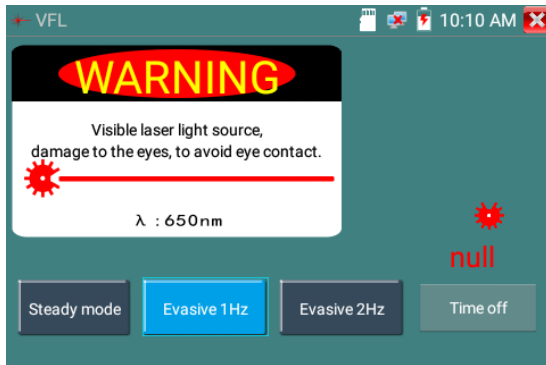 VFL
10:10 AM
WARNING
Visible laser light source,
damage to the eyes, to avoid eye contact.
λ :650nm
null
Steady mode
Evasive 1Hz
Evasive 2Hz
Time off